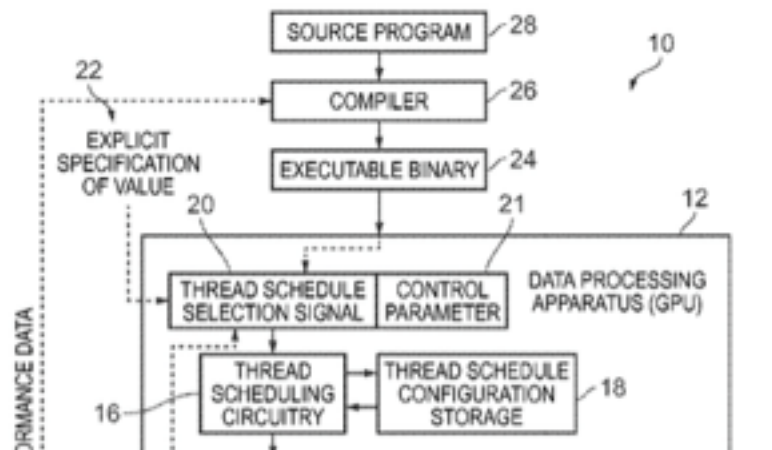 SOURCE PROGRAM
28
10
22
COMPILER
26
EXPLICIT
SPECIFICATION
OF VALUE
EXECUTABLE BINARY
24
20
21
12
THREAD SCHEDULE
SELECTION SIGNAL
CONTROL
PARAMETER
DATA PROCESSING
APPARATUS (GPU)
THREAD
SCHEDULING
CIRCUITRY
16
THREAD SCHEDULE
CONFIGURATION
STORAGE
18
DATA